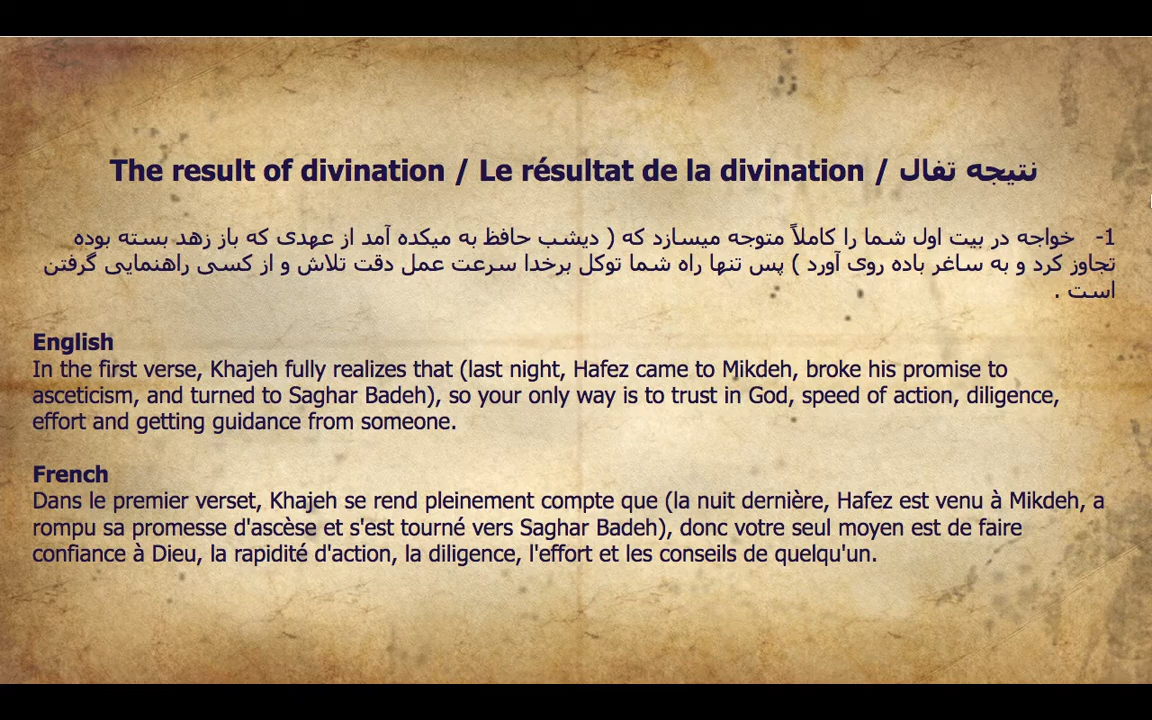 The result of divination / Le résultat de la divination / نتیجه تفال
1- خواجه در بیت اول شما را کاملاً متوجه میسازد که ( دیشب حافظ به میکده آمد از عهدی که باز زهد بسته بوده
تجاوز کرد و به ساغر باده روی آورد ) پس تنها راه شما توکل برخدا سرعت عمل دقت تلاش و از کسی راهنمایی گرفتن
است .
English
In the first verse, Khajeh fully realizes that (last night, Hafez came to Mikdeh, broke his promise to
asceticism, and turned to Saghar Badeh), so your only way is to trust in God, speed of action, diligence,
effort and getting guidance from someone.
French
Dans le premier verset, Khajeh se rend pleinement compte que (la nuit dernière, Hafez est venu à Mikdeh, a
rompu sa promesse d'ascèse et s'est tourné vers Saghar Badeh), donc votre seul moyen est de faire
confiance à Dieu, la rapidité d'action, la diligence, l'effort et les conseils de quelqu'un.